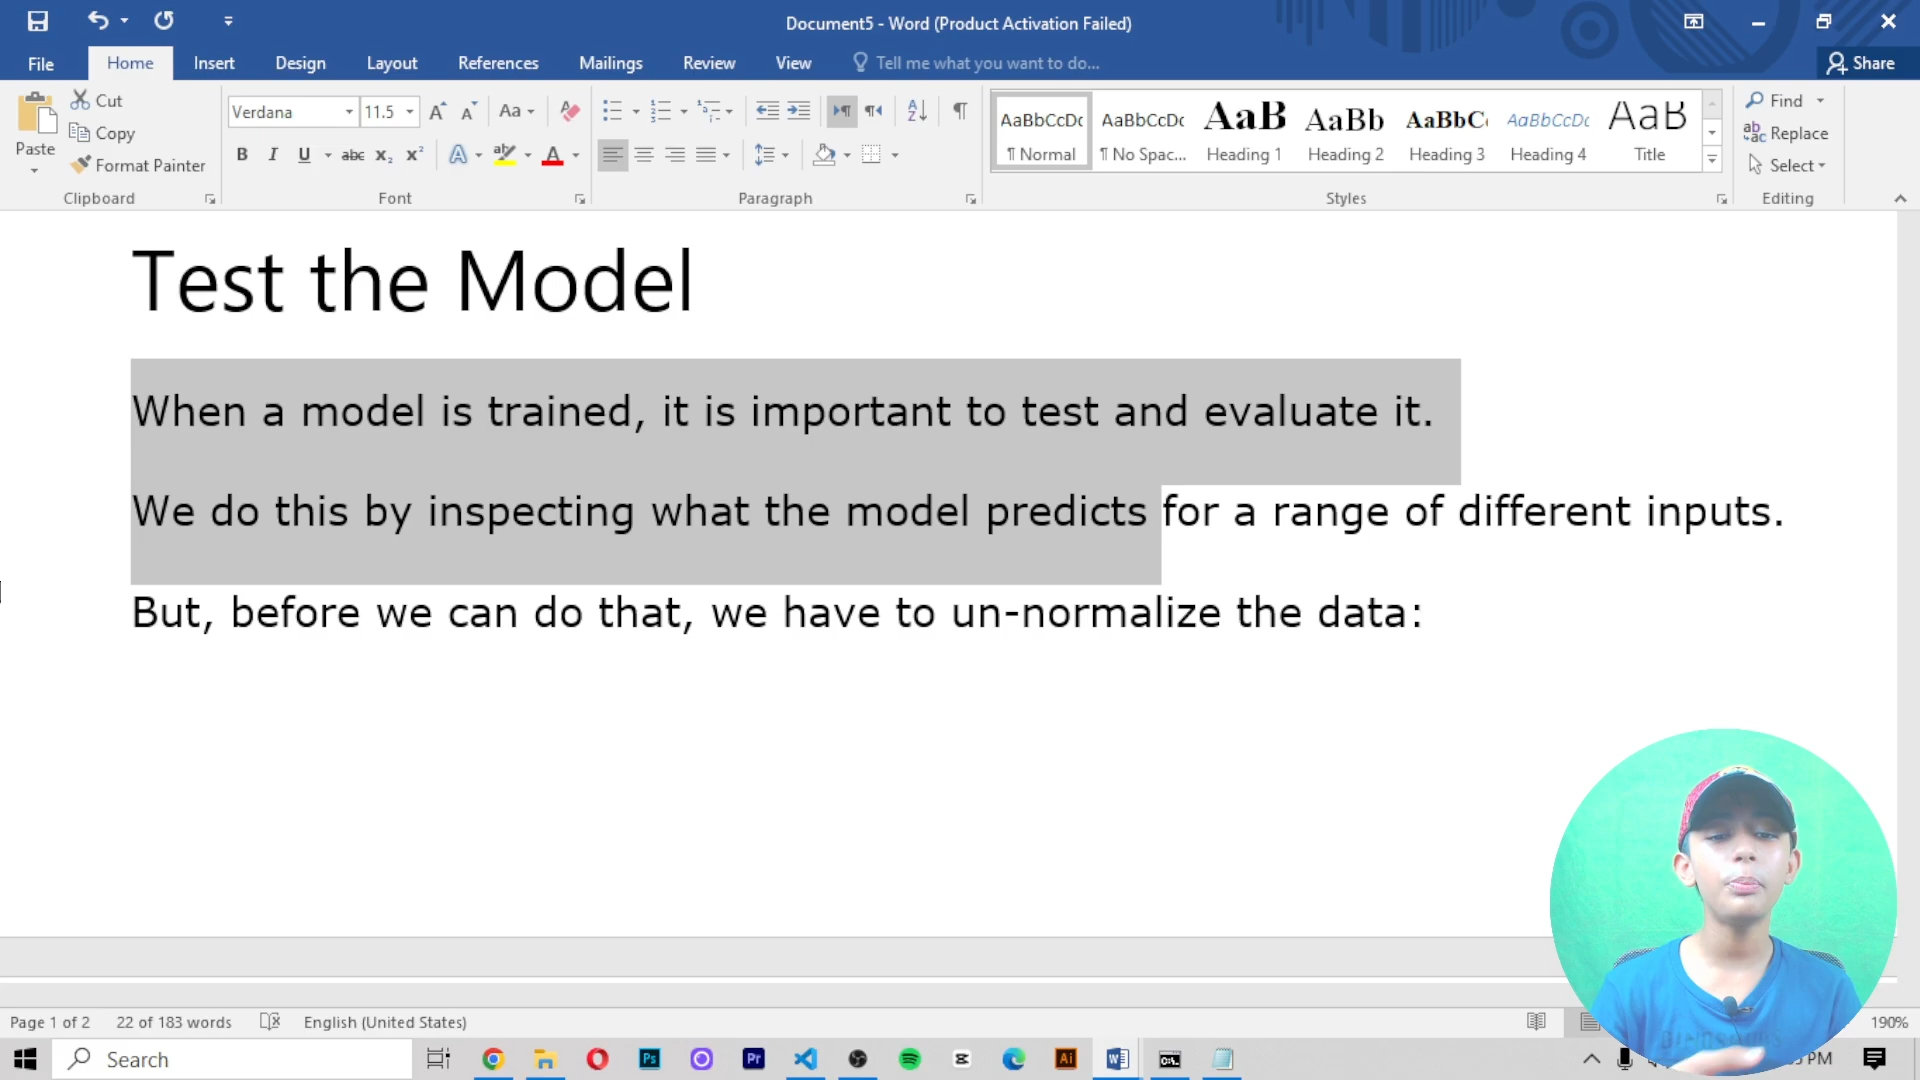 Document5 - Word (Product Activation Failed)
File Home Insert Design Layout References Mailings Review View Tell me what you want to do... Share
Paste
Cut
Copy
Format Painter
Clipboard
Verdana 11.5
Font
Paragraph
AaBbCcDc AaBbCcDc AaB AaBb AaBbC AaBbCcDc AaB
¶ Normal ¶ No Spac... Heading 1 Heading 2 Heading 3 Heading 4 Title
Styles
Find
Replace
Select
Editing
Test the Model
When a model is trained, it is important to test and evaluate it.
We do this by inspecting what the model predicts for a range of different inputs.
But, before we can do that, we have to un-normalize the data:
Page 1 of 2 22 of 183 words English (United States) 190%
Search
PM